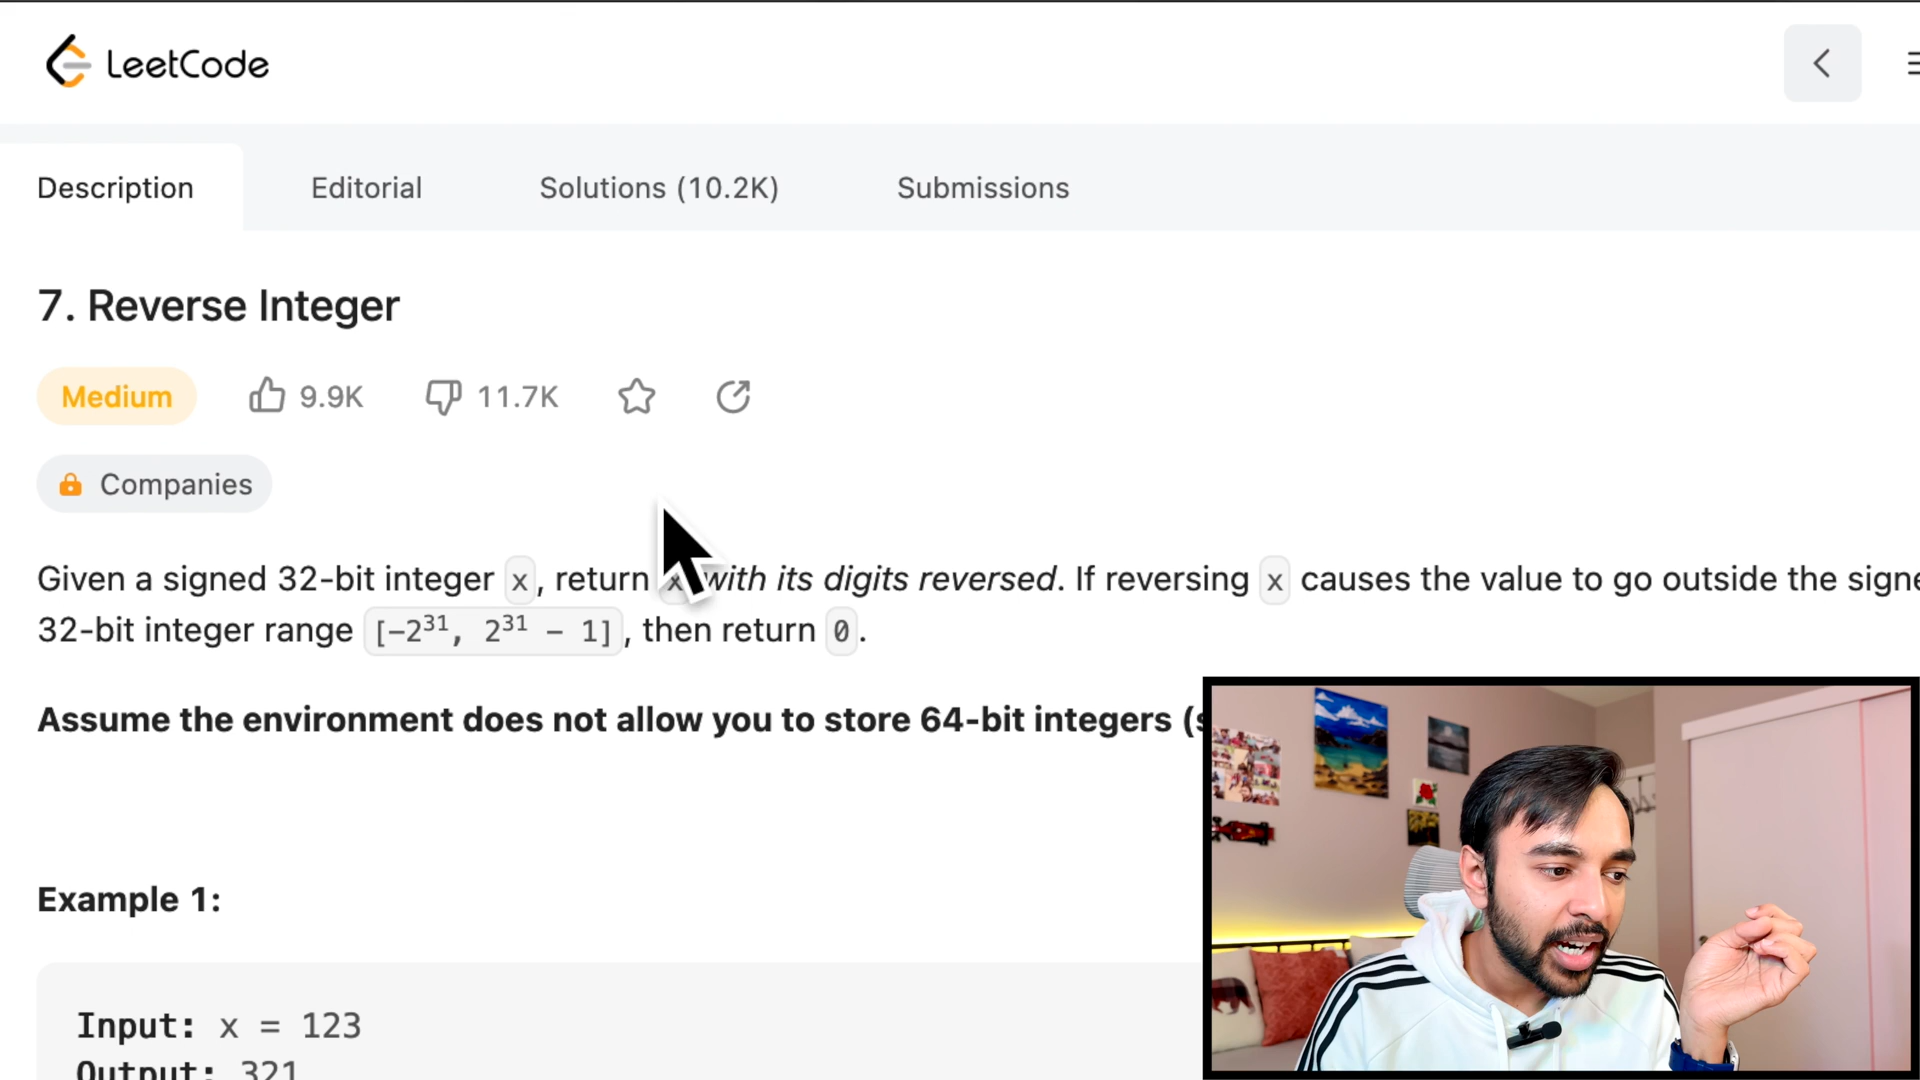 LeetCode
Description Editorial Solutions (10.2K) Submissions
7. Reverse Integer
Medium 9.9K 11.7K
Companies
Given a signed 32-bit integer x, return x with its digits reversed. If reversing x causes the value to go outside the signe
32-bit integer range [−2³¹, 2³¹ − 1], then return 0.
Assume the environment does not allow you to store 64-bit integers (s
Example 1:
Input: x = 123
Output: 321